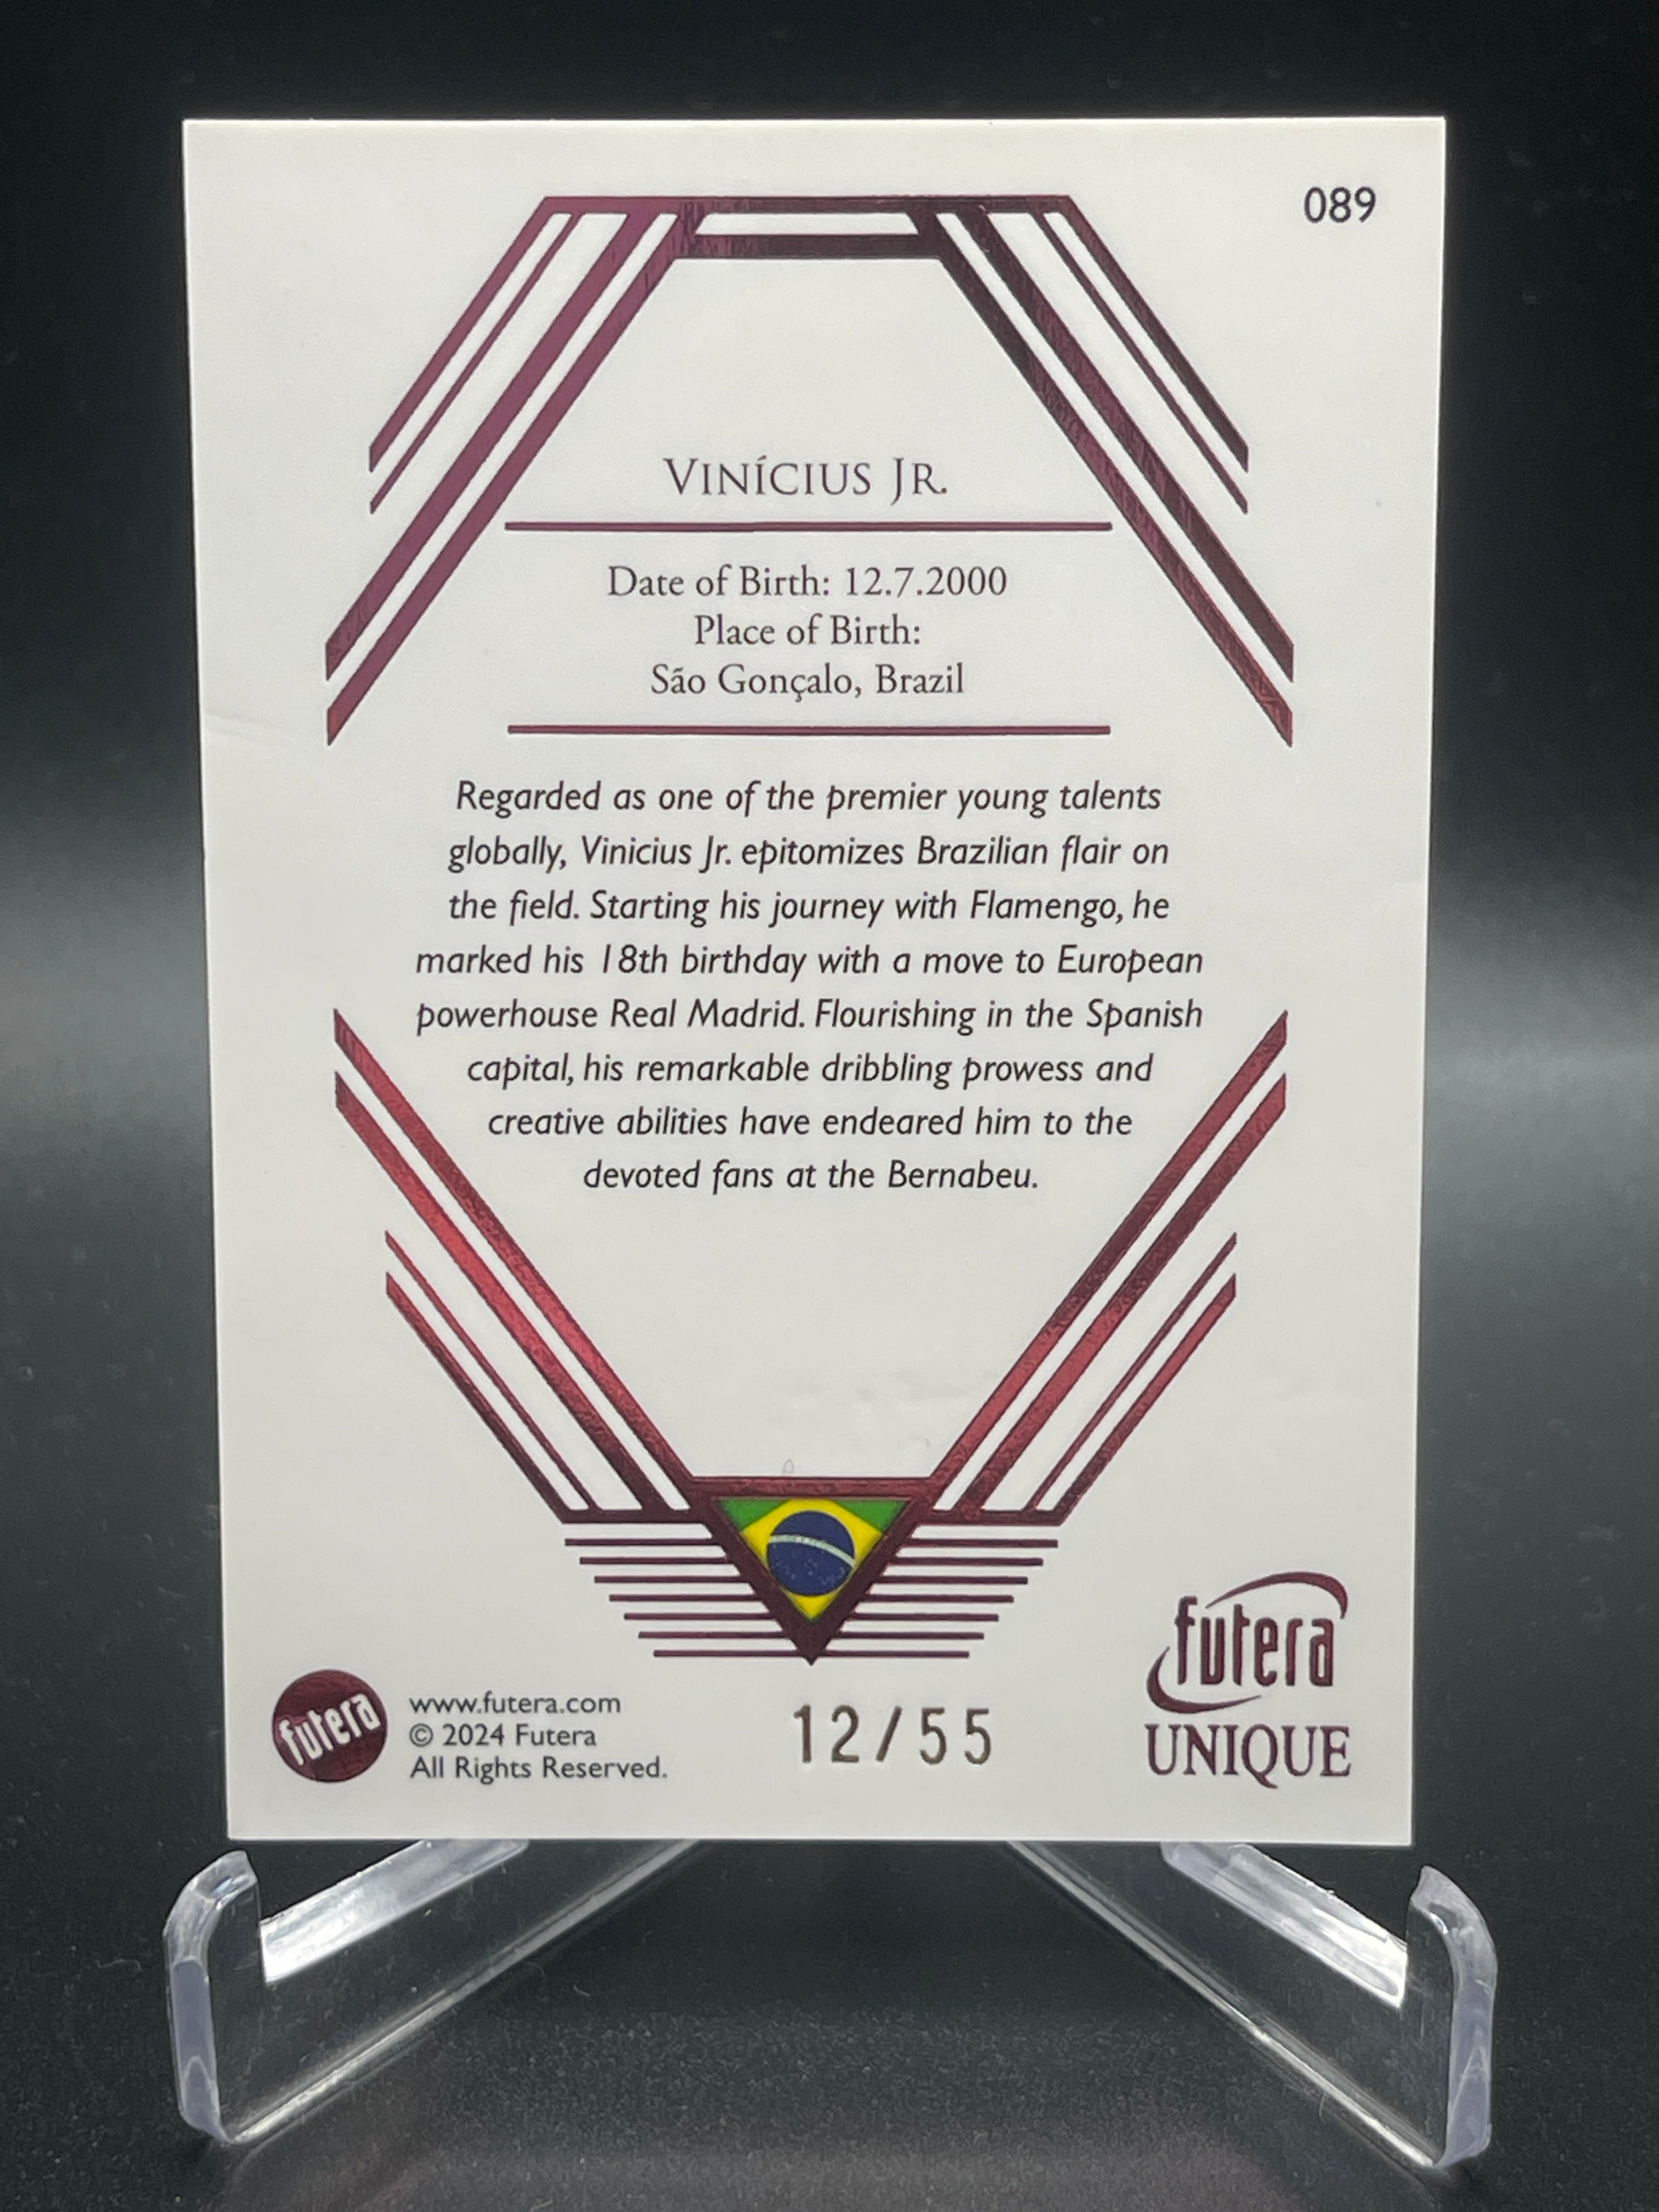 089
VINÍCIUS JR.
Date of Birth: 12.7.2000
Place of Birth:
São Gonçalo, Brazil
Regarded as one of the premier young talents
globally, Vinicius Jr. epitomizes Brazilian flair on
the field. Starting his journey with Flamengo, he
marked his 18th birthday with a move to European
powerhouse Real Madrid. Flourishing in the Spanish
capital, his remarkable dribbling prowess and
creative abilities have endeared him to the
devoted fans at the Bernabeu.
futera
www.futera.com
© 2024 Futera
All Rights Reserved.
12/55
futera
UNIQUE